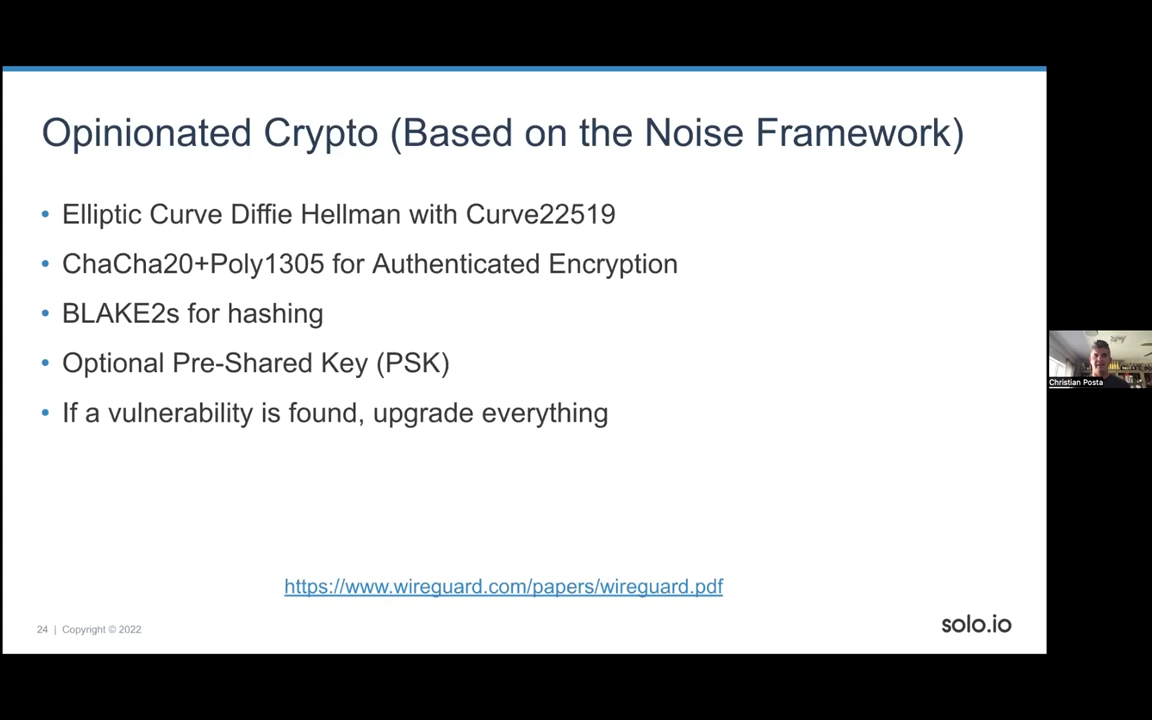 Opinionated Crypto (Based on the Noise Framework)
• Elliptic Curve Diffie Hellman with Curve22519
• ChaCha20+Poly1305 for Authenticated Encryption
• BLAKE2s for hashing
• Optional Pre-Shared Key (PSK)
• If a vulnerability is found, upgrade everything
Christian Posta
https://www.wireguard.com/papers/wireguard.pdf
24 | Copyright © 2022
solo.io